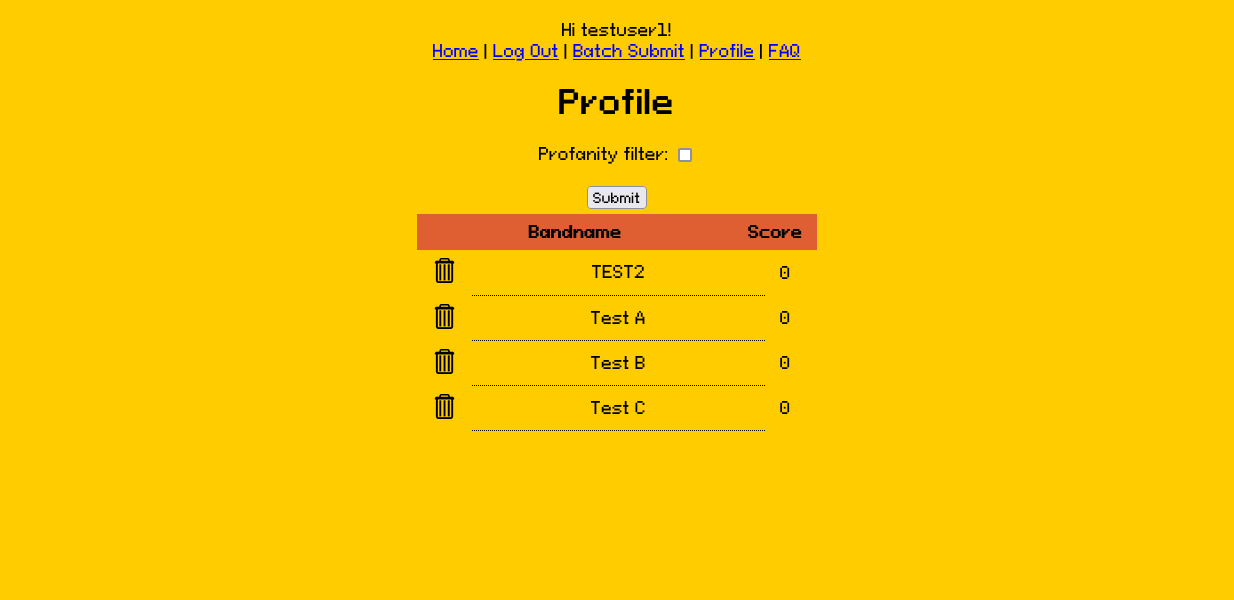 Hi testuser1!
Home | Log Out | Batch Submit | Profile | FAQ
Profile
Profanity filter:
Submit
Bandname Score
TEST2 0
Test A 0
Test B 0
Test C 0